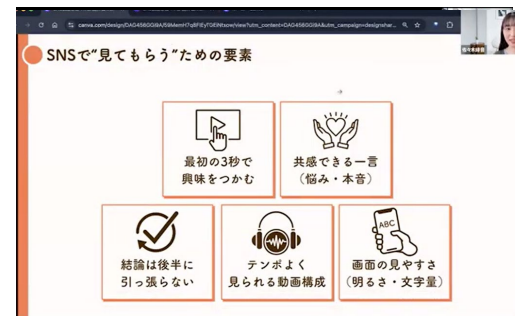 SNSで"見てもらう"ための要素
最初の3秒で
興味をつかむ
共感できる一言
(悩み・本音)
結論は後半に
引っ張らない
テンポよく
見られる動画構成
ABC
画面の見やすさ
(明るさ・文字量)